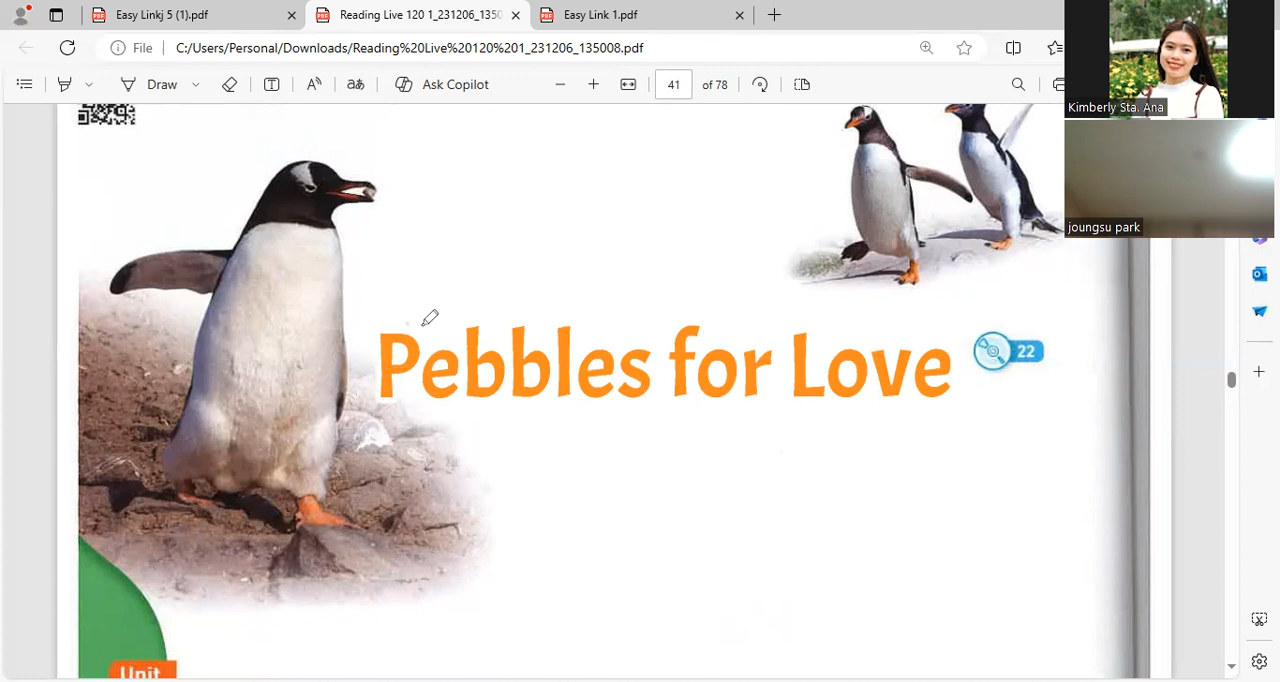 Easy Linkj 5 (1).pdf
Reading Live 120 1_231206_1350
Easy Link 1.pdf
File
C:/Users/Personal/Downloads/Reading%20Live%20120%201_231206_135008.pdf
Draw
Ask Copilot
41 of 78
Kimberly Sta. Ana
joungsu park
Pebbles for Love
22
Unit